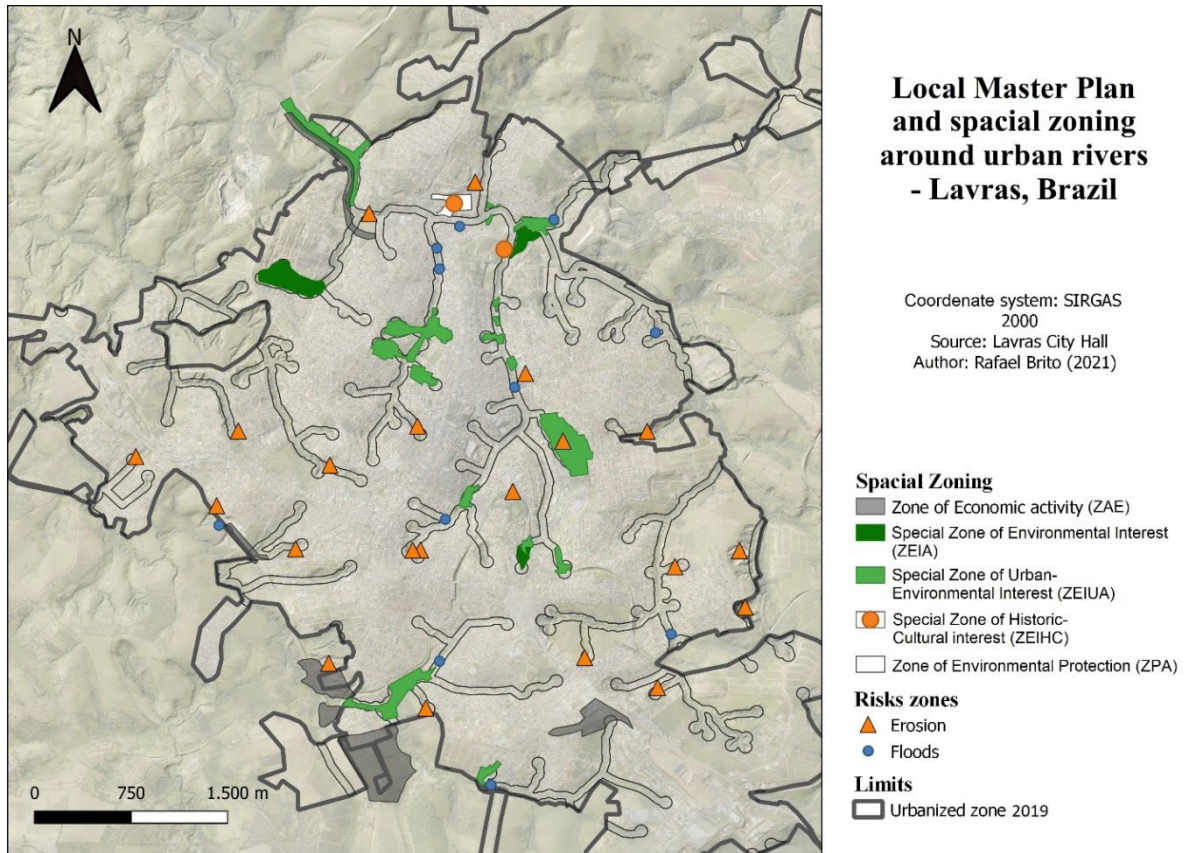 N
0 750 1.500 m
Local Master Plan
and spacial zoning
around urban rivers
- Lavras, Brazil
Coordenate system: SIRGAS
2000
Source: Lavras City Hall
Author: Rafael Brito (2021)
Spacial Zoning
Zone of Economic activity (ZAE)
Special Zone of Environmental Interest
(ZEIA)
Special Zone of Urban-
Environmental Interest (ZEIUA)
Special Zone of Historic-
Cultural interest (ZEIHC)
Zone of Environmental Protection (ZPA)
Risks zones
Erosion
Floods
Limits
Urbanized zone 2019